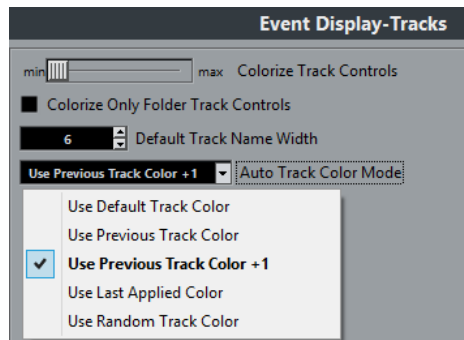 Event Display-Tracks
min max Colorize Track Controls
Colorize Only Folder Track Controls
6 Default Track Name Width
Use Previous Track Color +1 Auto Track Color Mode
Use Default Track Color
Use Previous Track Color
Use Previous Track Color +1
Use Last Applied Color
Use Random Track Color